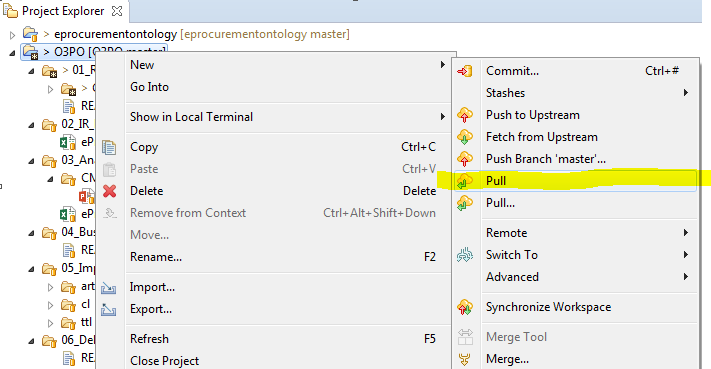 Project Explorer
> eprocurementontology [eprocurementontology master]
> O3PO [O3PO master]
> 01_R
>
RE
02_IR_
eP
03_Ana
CM
eP
04_Bus
RE
05_Imp
art
cl
ttl
06_Del
RE
New
Go Into
Show in Local Terminal
Copy Ctrl+C
Paste Ctrl+V
Delete Delete
Remove from Context Ctrl+Alt+Shift+Down
Move...
Rename... F2
Import...
Export...
Refresh F5
Close Project
Commit... Ctrl+#
Stashes
Push to Upstream
Fetch from Upstream
Push Branch 'master'...
Pull
Pull...
Remote
Switch To
Advanced
Synchronize Workspace
Merge Tool
Merge...